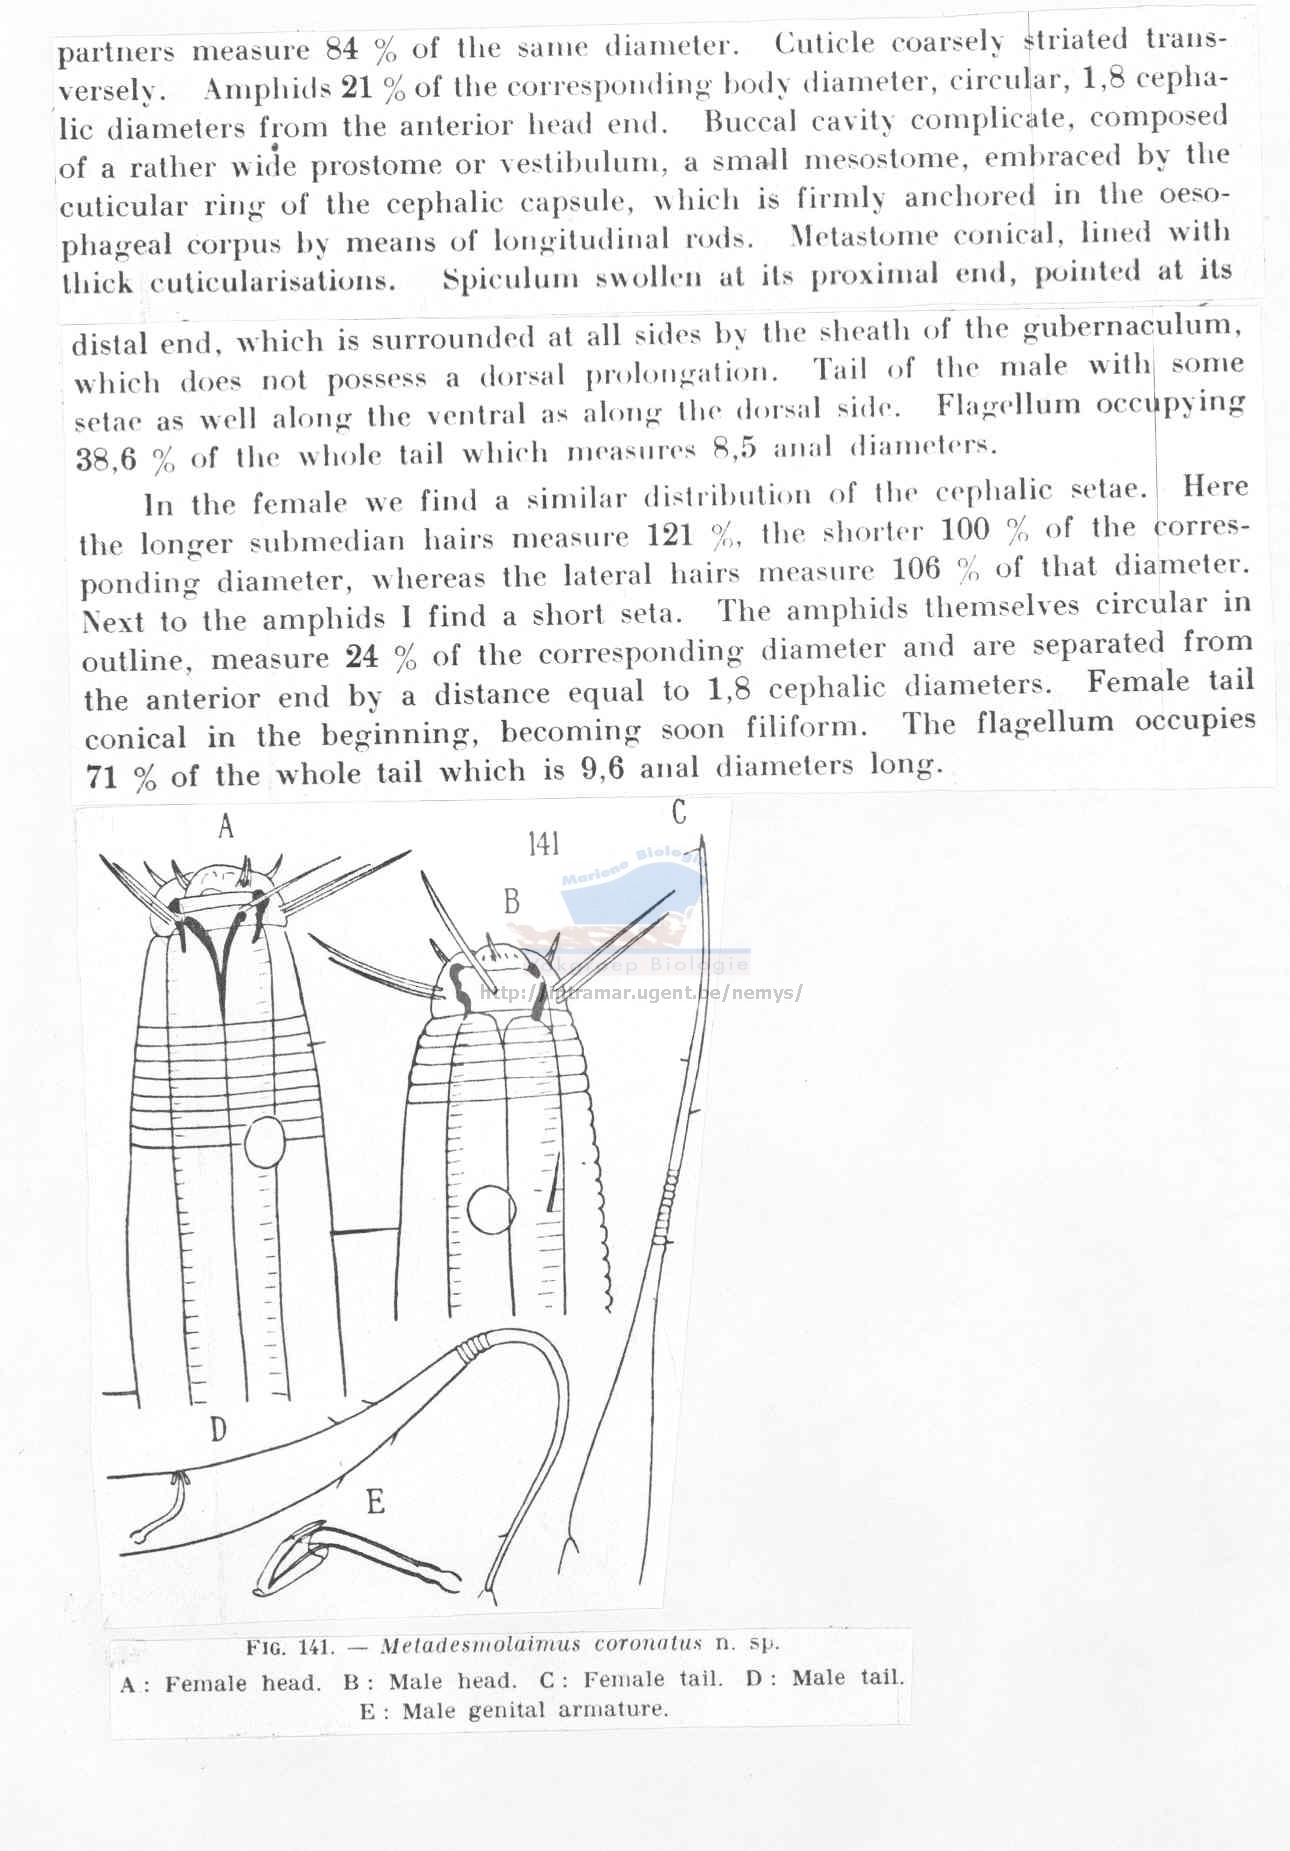 partners measure 84 % of the same diameter. Cuticle coarsely striated trans-
versely. Amphids 21 % of the corresponding body diameter, circular, 1,8 cepha-
lic diameters from the anterior head end. Buccal cavity complicate, composed
of a rather wide prostome or vestibulum, a small mesostome, embraced by the
cuticular ring of the cephalic capsule, which is firmly anchored in the oeso-
phageal corpus by means of longitudinal rods. Metastome conical, lined with
thick cuticularisations. Spiculum swollen at its proximal end, pointed at its
distal end, which is surrounded at all sides by the sheath of the gubernaculum,
which does not possess a dorsal prolongation. Tail of the male with some
setae as well along the ventral as along the dorsal side. Flagellum occupying
38,6 % of the whole tail which measures 8,5 anal diameters.
In the female we find a similar distribution of the cephalic setae. Here
the longer submedian hairs measure 121 %, the shorter 100 % of the corres-
ponding diameter, whereas the lateral hairs measure 106 % of that diameter.
Next to the amphids I find a short seta. The amphids themselves circular in
outline, measure 24 % of the corresponding diameter and are separated from
the anterior end by a distance equal to 1,8 cephalic diameters. Female tail
conical in the beginning, becoming soon filiform. The flagellum occupies
71 % of the whole tail which is 9,6 anal diameters long.
A
141
C
B
Mariene Biologie
Vakgroep Biologie
http://intramar.ugent.be/nemys/
D
E
FIG. 141. — Metadesmolaimus coronatus n. sp.
A : Female head. B : Male head. C : Female tail. D : Male tail.
E : Male genital armature.